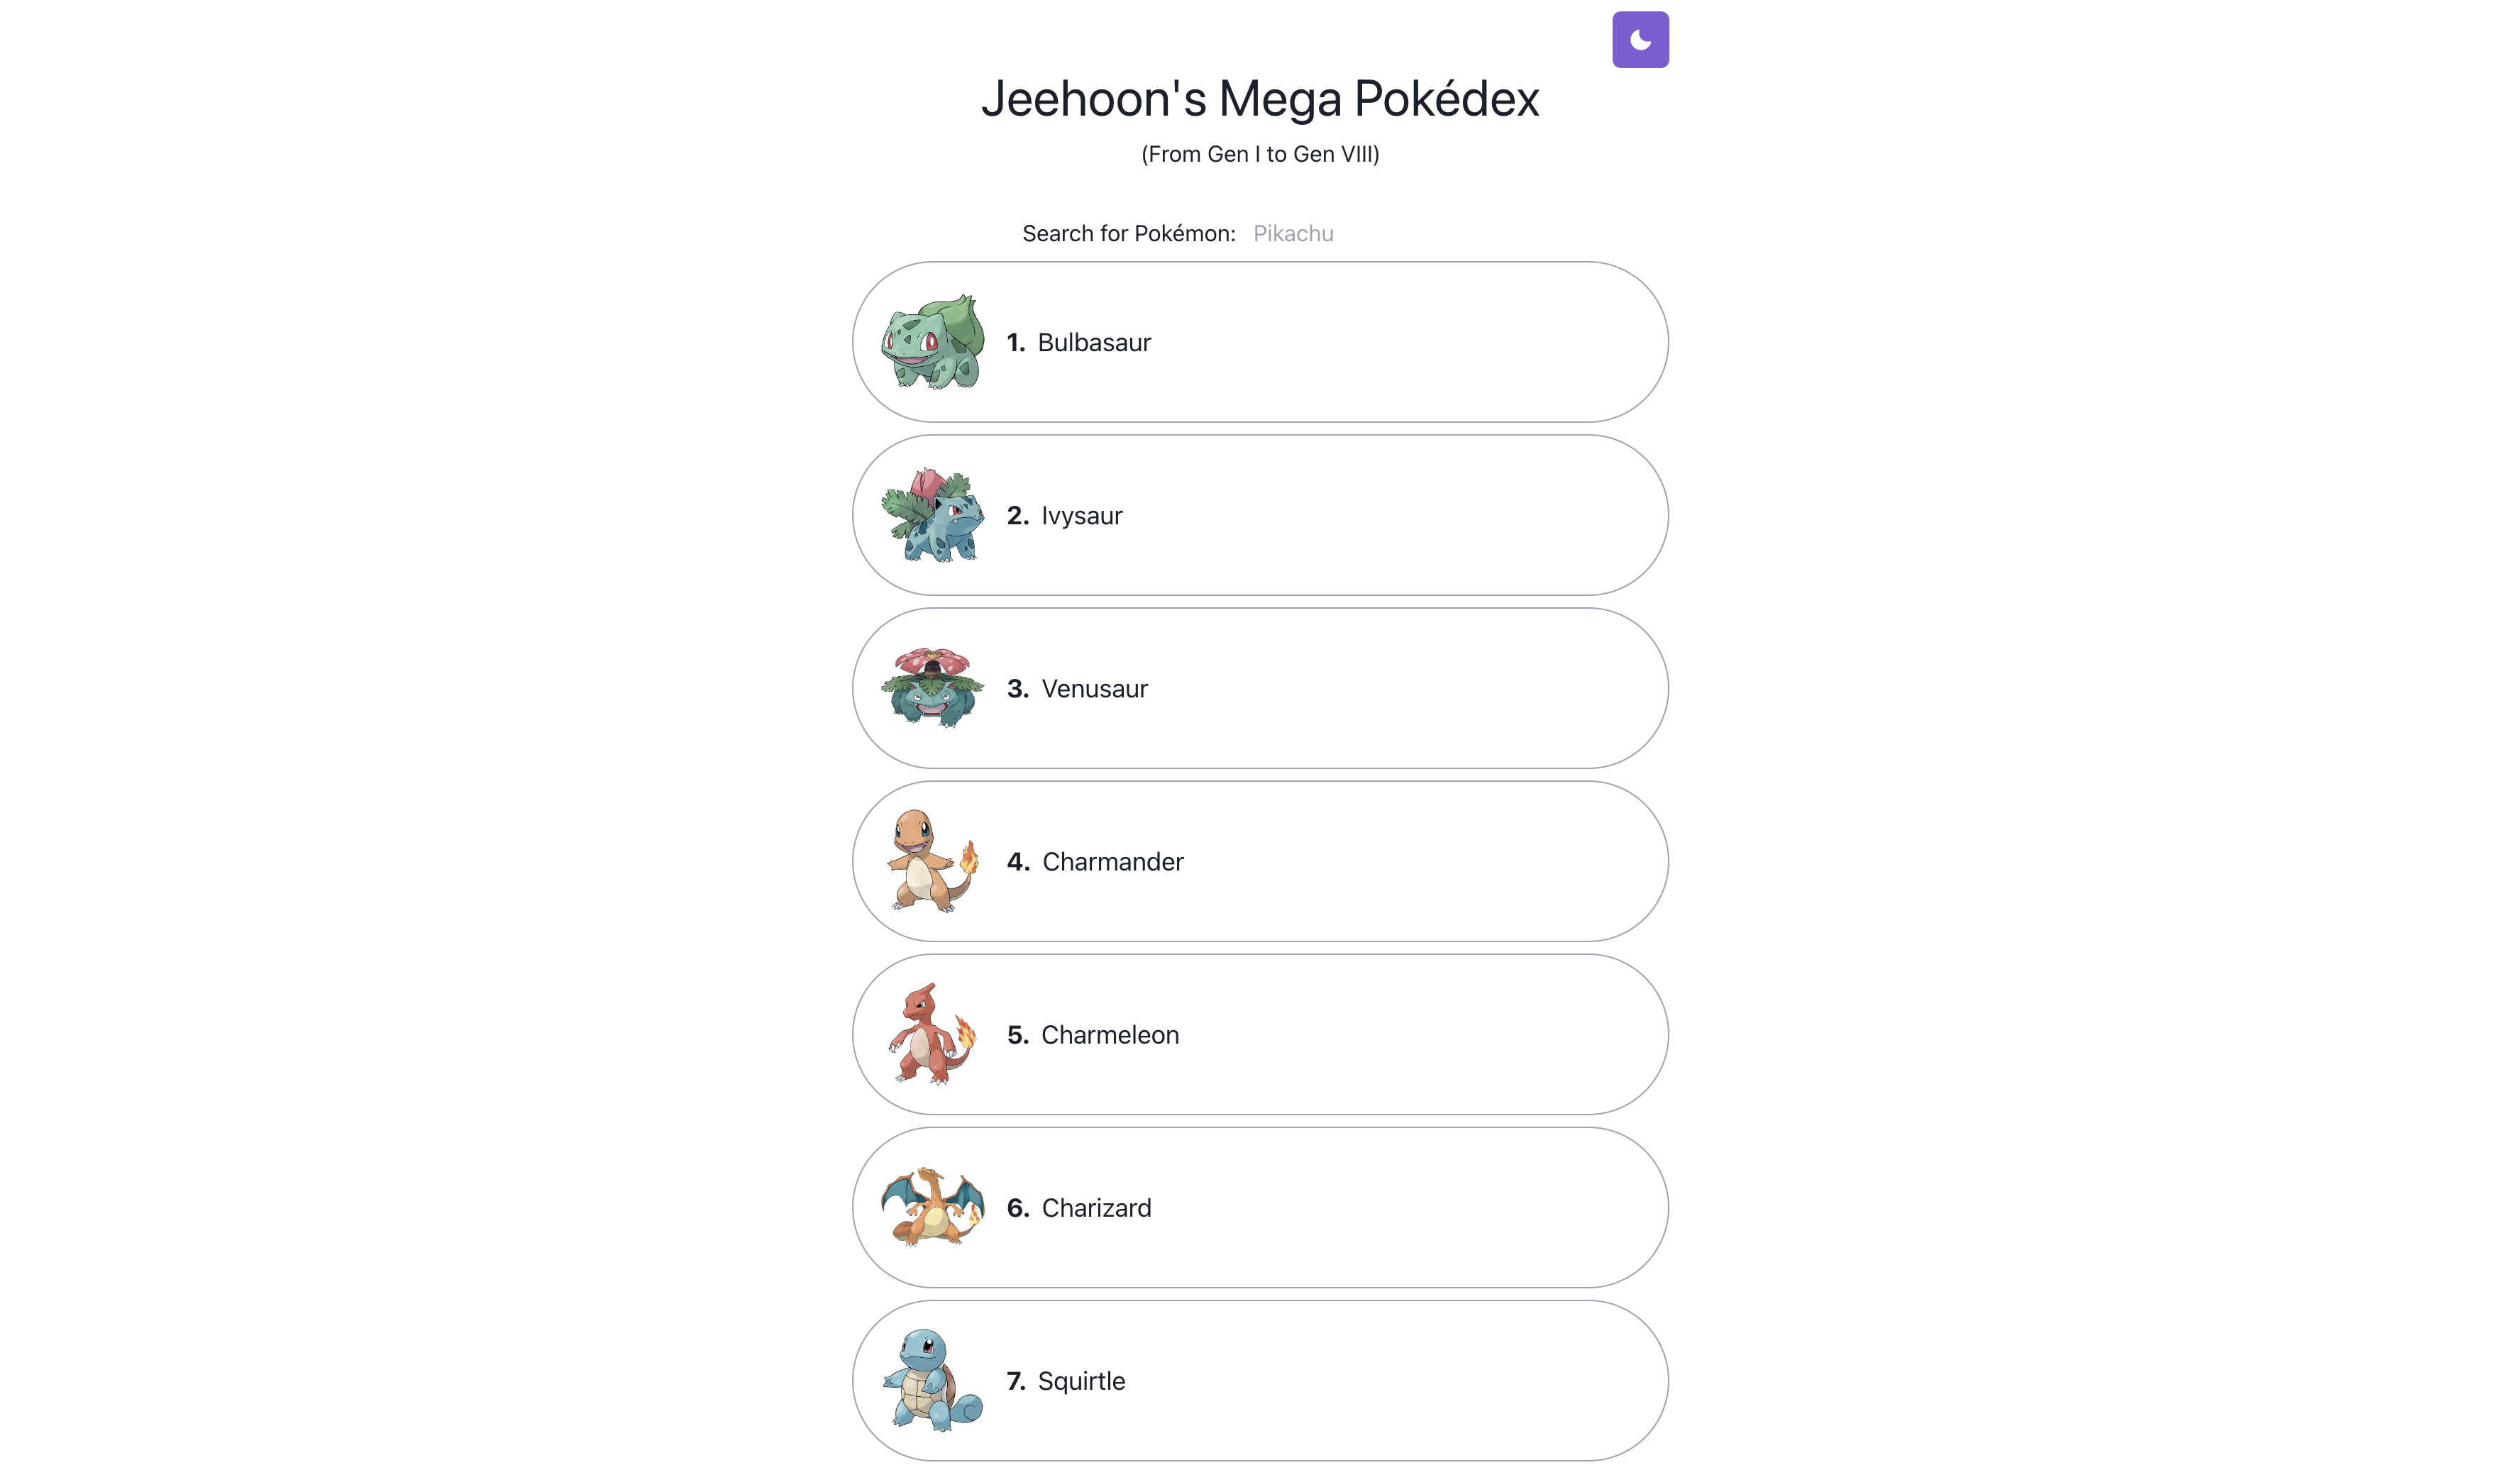 Jeehoon's Mega Pokédex
(From Gen I to Gen VIII)
Search for Pokémon: Pikachu
1. Bulbasaur
2. Ivysaur
3. Venusaur
4. Charmander
5. Charmeleon
6. Charizard
7. Squirtle